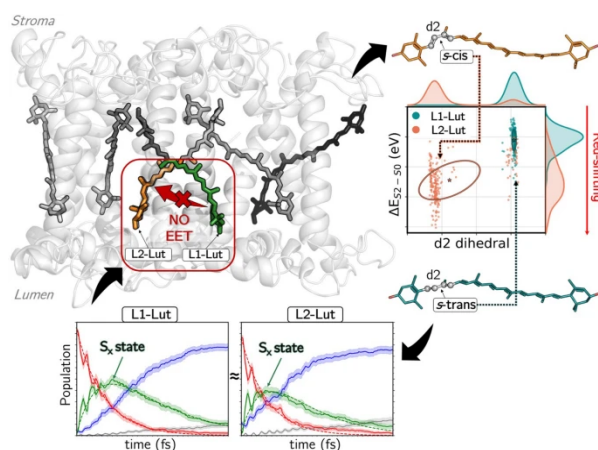 Stroma
d2
s-cis
L1-Lut
L2-Lut
ΔE S2-S0 (eV)
Red-shifting
d2 dihedral
NO
EET
L2-Lut
L1-Lut
Lumen
d2
s-trans
L1-Lut
L2-Lut
Sx state
Sx state
Population
≈
time (fs)
time (fs)